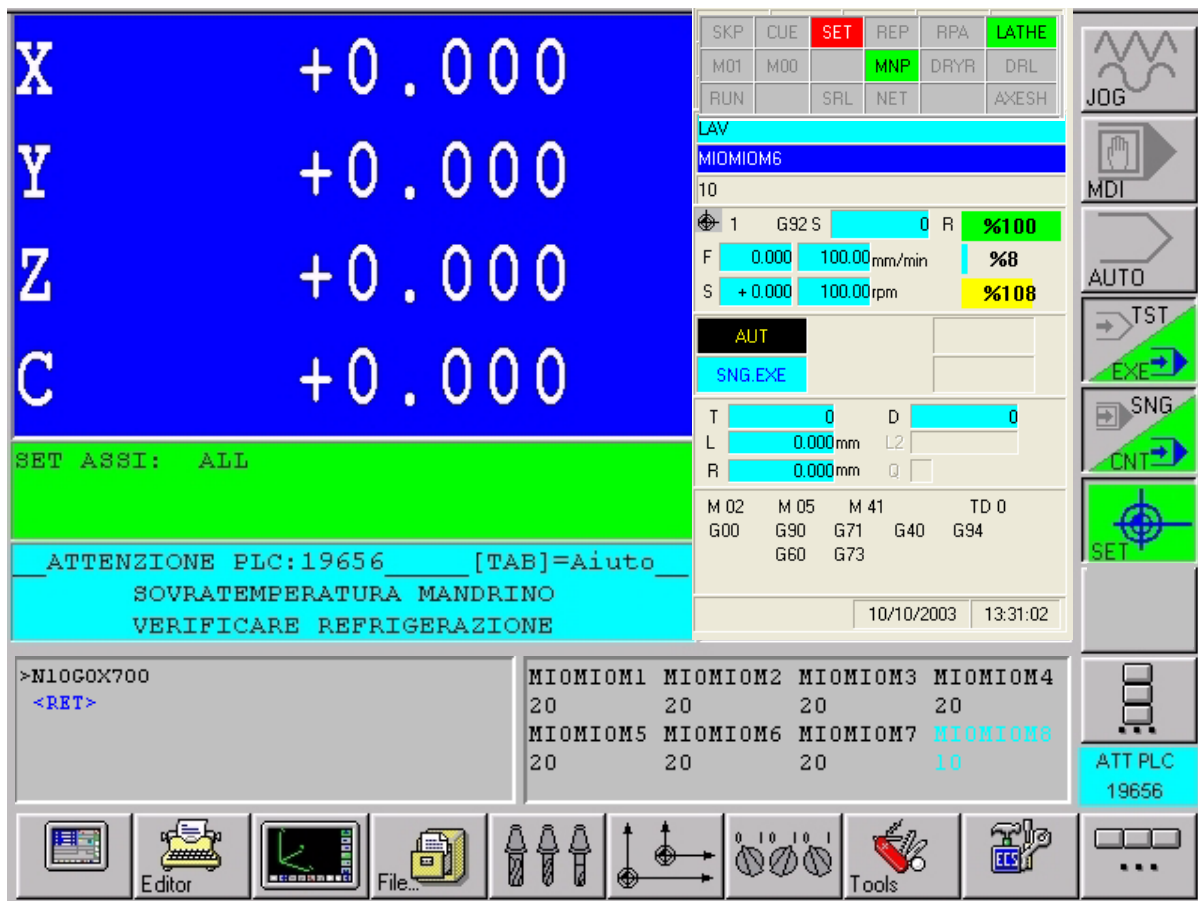 X +0.000
Y +0.000
Z +0.000
C +0.000
SET ASSI: ALL
__ATTENZIONE PLC:19656_____[TAB]=Aiuto__
SOVRATEMPERATURA MANDRINO
VERIFICARE REFRIGERAZIONE
SKP CUE SET REP RPA LATHE
M01 M00 MNP DRYR DRL
RUN SRL NET AXESH
LAV
MIOMIOM6
10
1 G92 S 0 R %100
F 0.000 100.00 mm/min %8
S +0.000 100.00 rpm %108
AUT
SNG.EXE
T 0 D 0
L 0.000 mm L2
R 0.000 mm Q
M 02 M 05 M 41 TD 0
G00 G90 G71 G40 G94
G60 G73
10/10/2003 13:31:02
JOG
MDI
AUTO
TST
EXE
SNG
CNT
SET
ATT PLC
19656
>N10G0X700
<RET>
MIOMIOM1 MIOMIOM2 MIOMIOM3 MIOMIOM4
20 20 20 20
MIOMIOM5 MIOMIOM6 MIOMIOM7 MIOMIOM8
20 20 20 10
Editor
File...
0 10 10 1
Tools
ECS
...